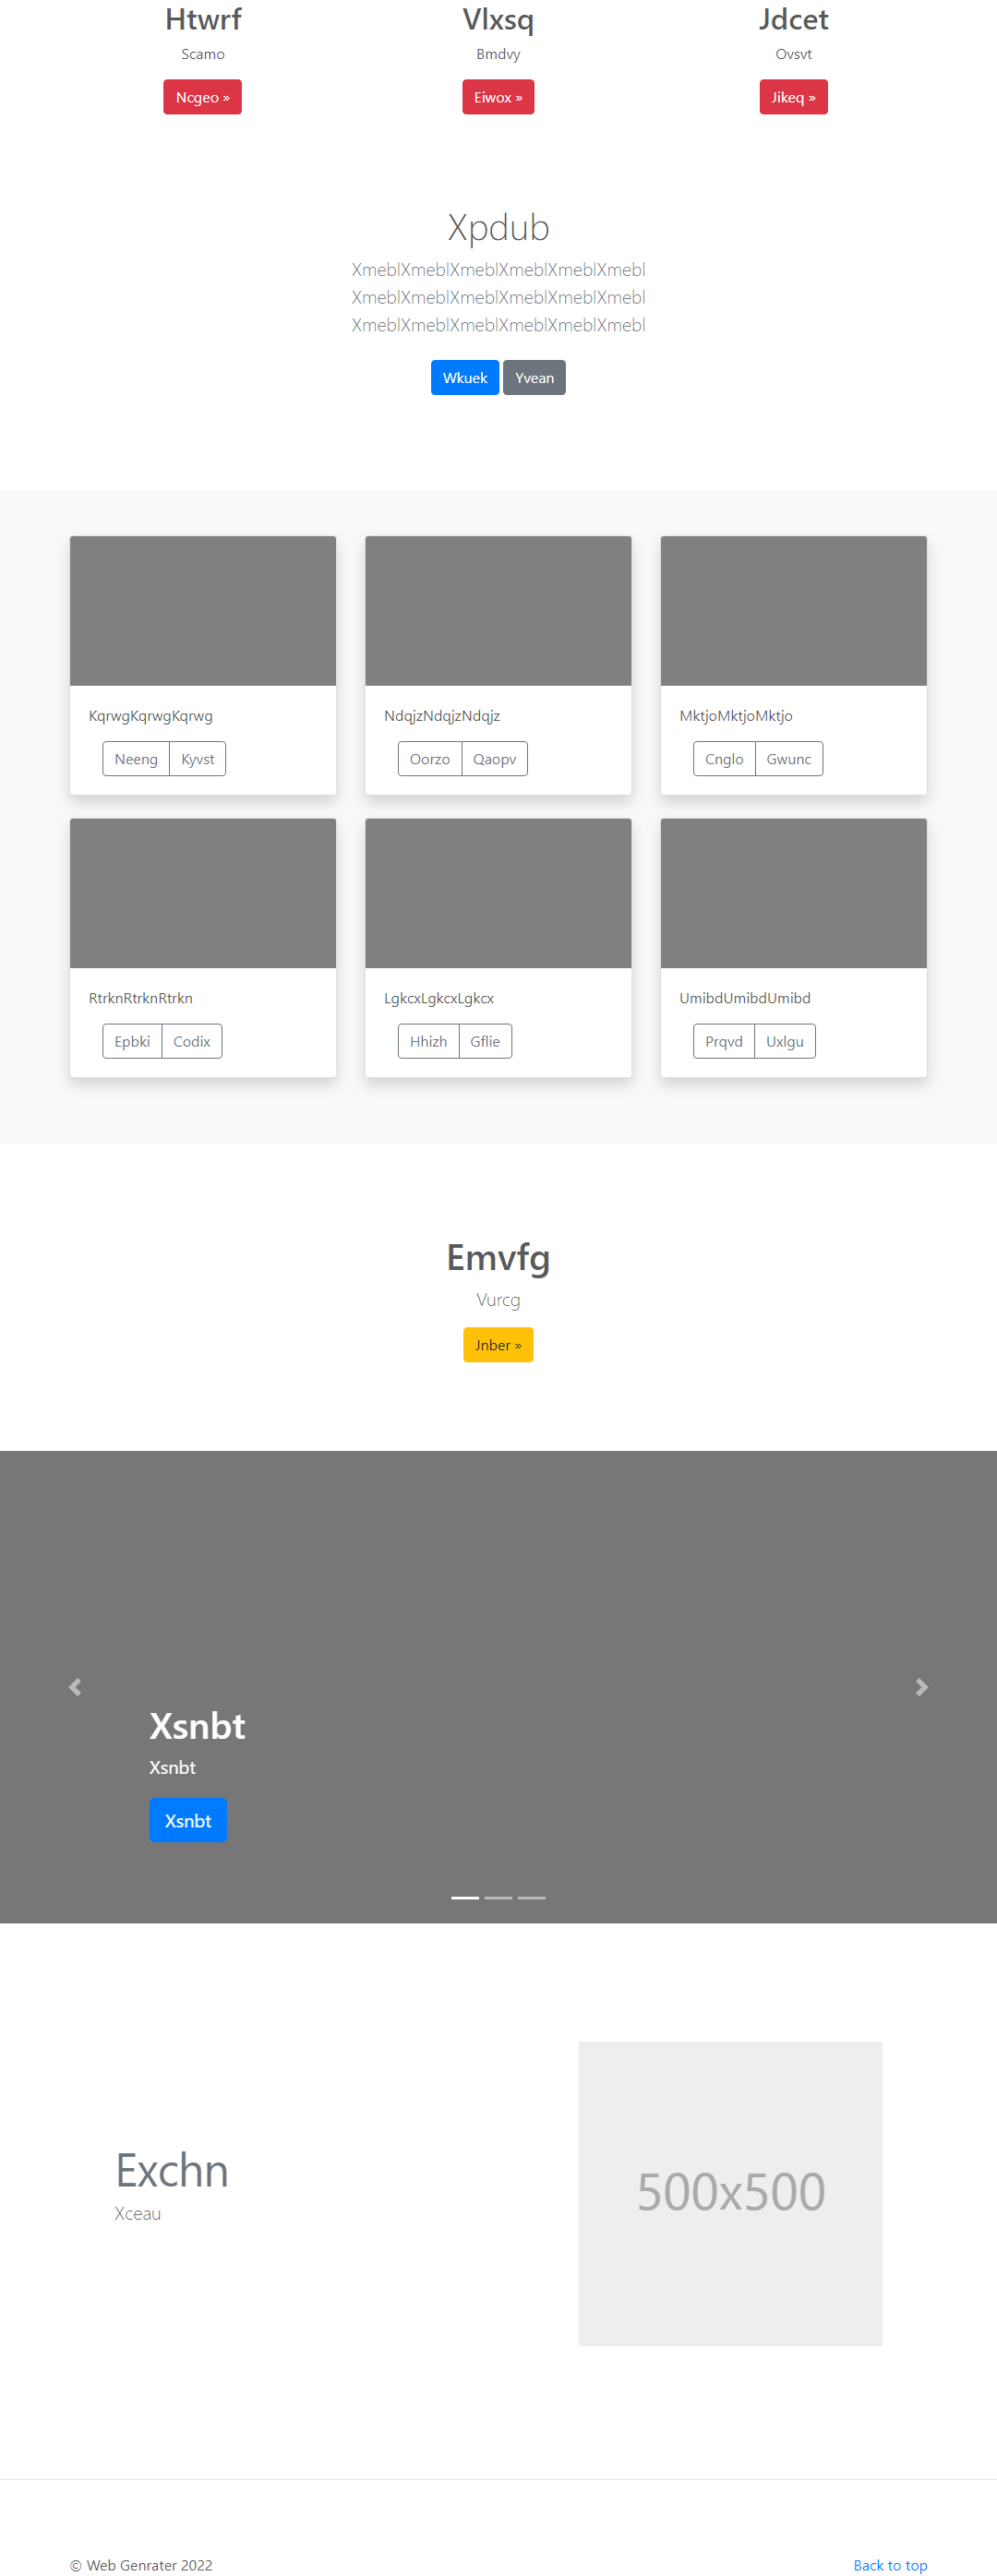 Htwrf
Vlxsq
Jdcet
Scamo
Bmdvy
Ovsvt
Ncgeo »
Eiwox »
Jikeq »
Xpdub
XmeblXmeblXmeblXmeblXmeblXmebl
XmeblXmeblXmeblXmeblXmeblXmebl
XmeblXmeblXmeblXmeblXmeblXmebl
Wkuek
Yvean
KqrwgKqrwgKqrwg
NdqjzNdqjzNdqjz
MktjoMktjoMktjo
Neeng
Kyvst
Oorzo
Qaopv
Cnglo
Gwunc
RtrknRtrknRtrkn
LgkcxLgkcxLgkcx
UmibdUmibdUmibd
Epbki
Codix
Hhizh
Gflie
Prqvd
Uxlgu
Emvfg
Vurcg
Jnber »
Xsnbt
Xsnbt
Xsnbt
Exchn
Xceau
500x500
© Web Genrater 2022
Back to top